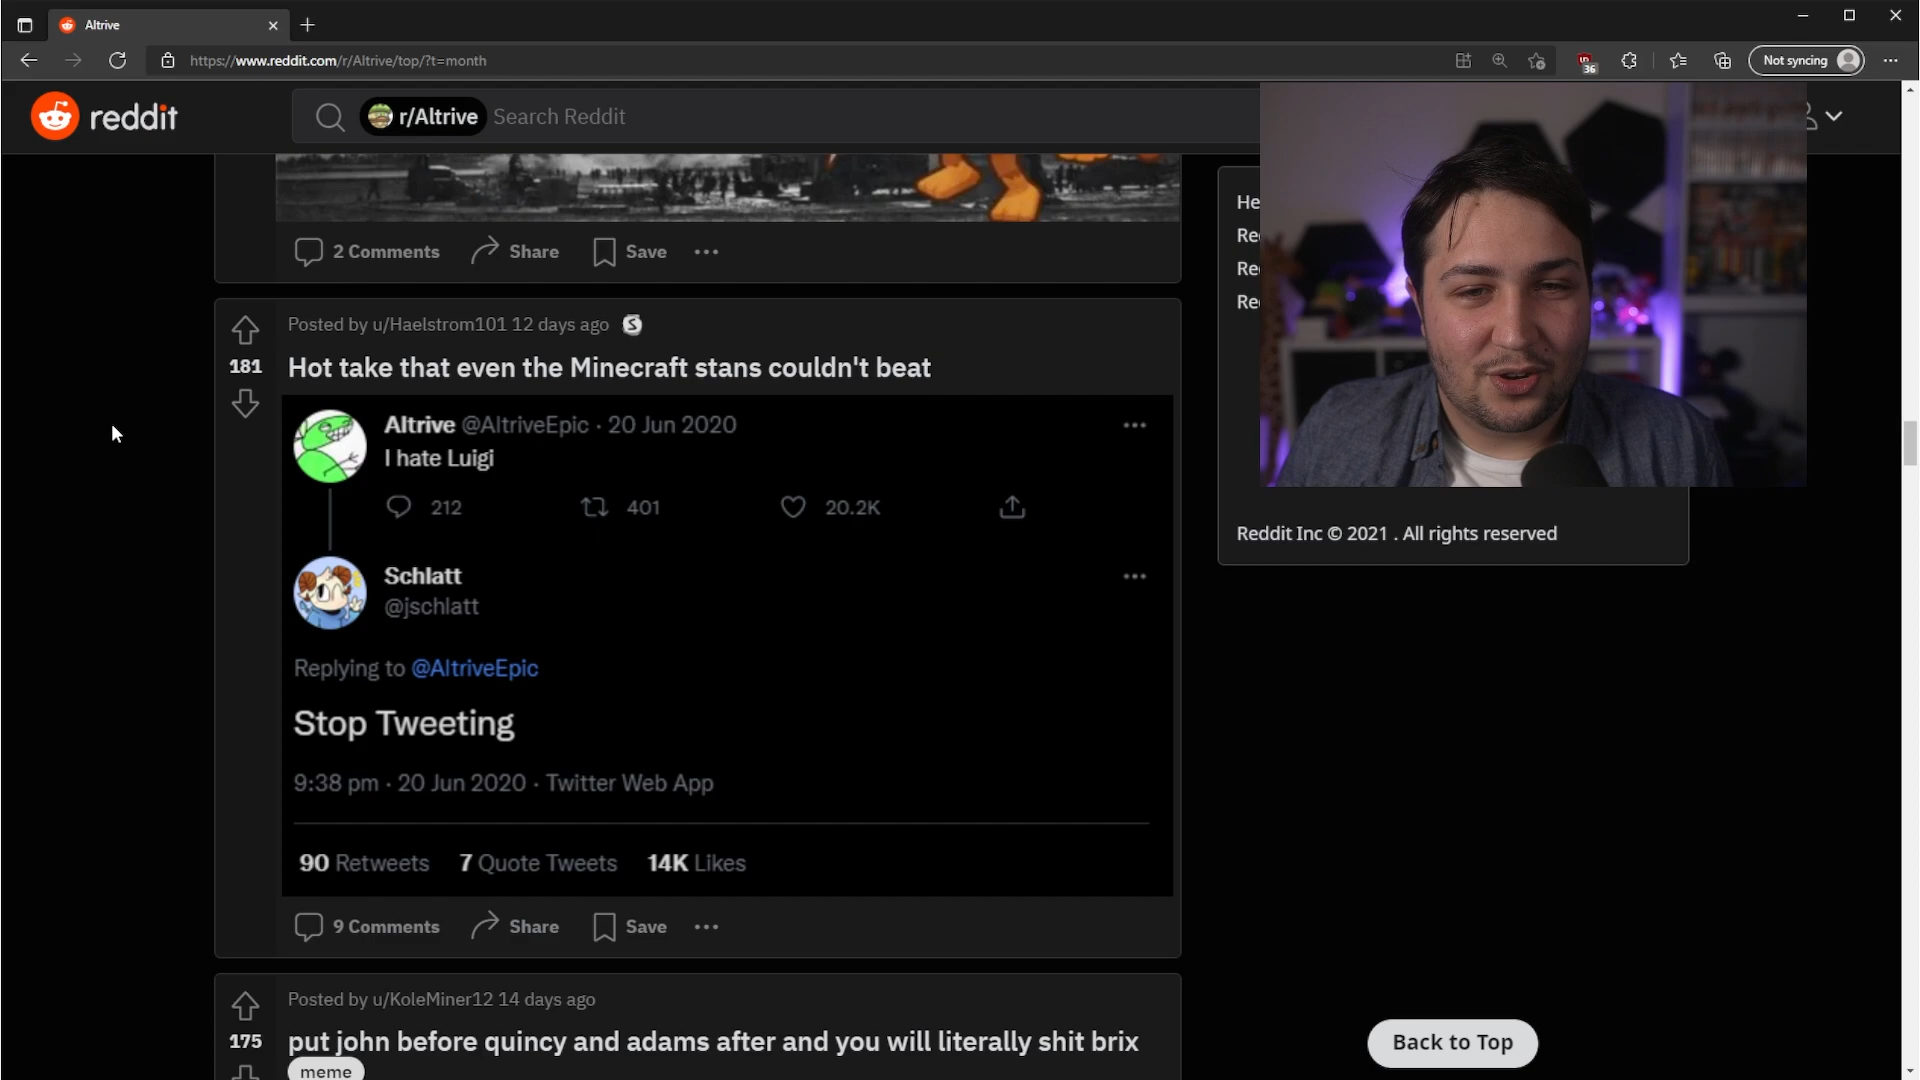 Altrive
https://www.reddit.com/r/Altrive/top/?t=month
36
Not syncing
reddit
r/Altrive Search Reddit
2 Comments Share Save
He
Re
Re
Re
Posted by u/Haelstrom101 12 days ago S
181
Hot take that even the Minecraft stans couldn't beat
Altrive @AltriveEpic · 20 Jun 2020
I hate Luigi
212 401 20.2K
Schlatt
@jschlatt
Replying to @AltriveEpic
Stop Tweeting
9:38 pm · 20 Jun 2020 · Twitter Web App
90 Retweets 7 Quote Tweets 14K Likes
9 Comments Share Save
Reddit Inc © 2021 . All rights reserved
Posted by u/KoleMiner12 14 days ago
175
put john before quincy and adams after and you will literally shit brix
meme
Back to Top